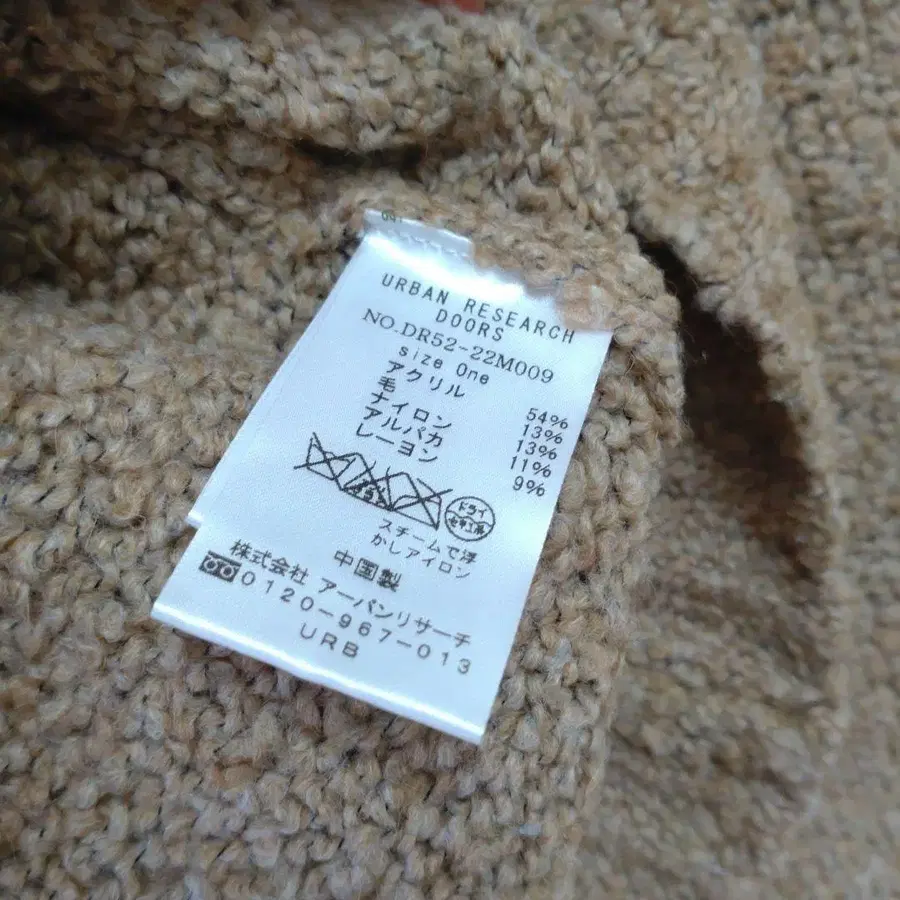 URBAN RESEARCH
DOORS
NO.DR52-22M009
size One
アクリル 54%
毛 13%
ナイロン 13%
アルパカ 11%
レーヨン 9%
ドライ
スチームで浮
かしアイロン
中国製
株式会社 アーバンリサーチ
0120-967-013
URB